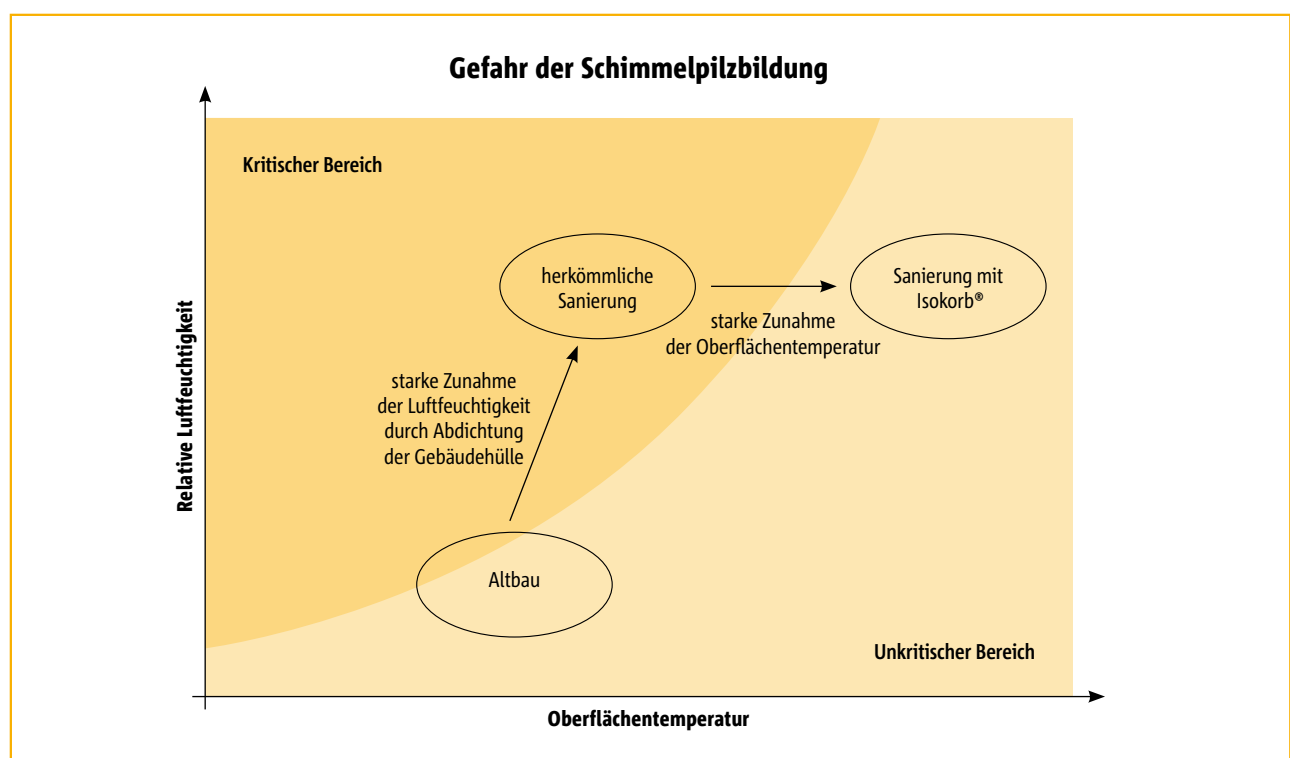 Gefahr der Schimmelpilzbildung
Kritischer Bereich
herkömmliche
Sanierung
Sanierung mit
Isokorb®
starke Zunahme
der Oberflächentemperatur
starke Zunahme
der Luftfeuchtigkeit
durch Abdichtung
der Gebäudehülle
Altbau
Unkritischer Bereich
Relative Luftfeuchtigkeit
Oberflächentemperatur